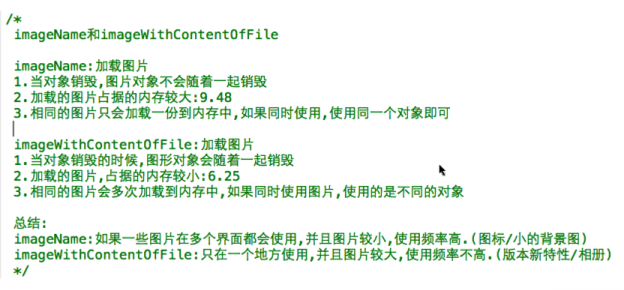 /*
imageName和imageWithContentOfFile
imageName:加载图片
1.当对象销毁,图片对象不会随着一起销毁
2.加载的图片占据的内存较大:9.48
3.相同的图片只会加载一份到内存中,如果同时使用,使用同一个对象即可
imageWithContentOfFile:加载图片
1.当对象销毁的时候,图形对象会随着一起销毁
2.加载的图片,占据的内存较小:6.25
3.相同的图片会多次加载到内存中,如果同时使用图片,使用的是不同的对象
总结:
imageName:如果一些图片在多个界面都会使用,并且图片较小,使用频率高.(图标/小的背景图)
imageWithContentOfFile:只在一个地方使用,并且图片较大,使用频率不高.(版本新特性/相册)
*/